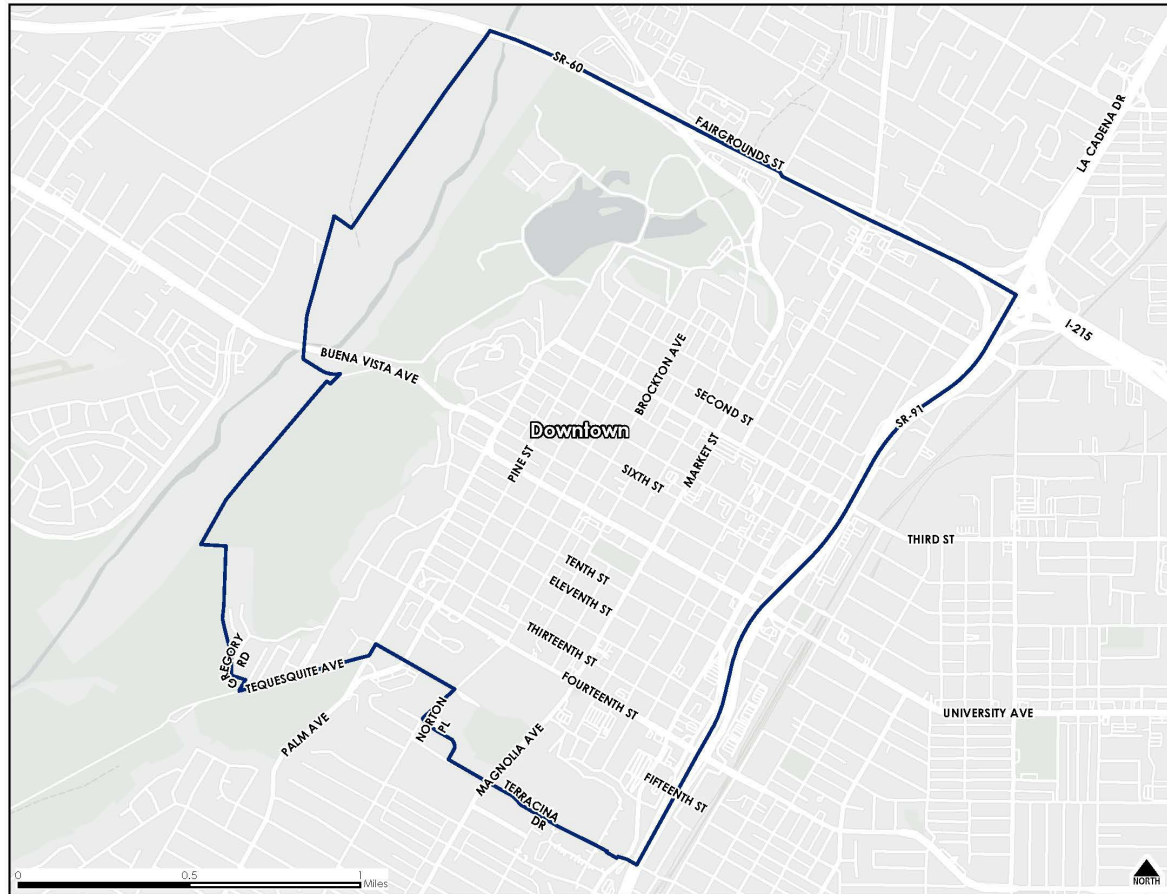 SR-60
FAIRGROUNDS ST
LA CADENA DR
I-215
BUENA VISTA AVE
BROCKTON AVE
SECOND ST
SR-91
Downtown
MARKET ST
PINE ST
SIXTH ST
THIRD ST
TENTH ST
ELEVENTH ST
THIRTEENTH ST
GREGORY
RD
TEQUESQUITE AVE
FOURTEENTH ST
NORTON
PL
PALM AVE
UNIVERSITY AVE
MAGNOLIA AVE
FIFTEENTH ST
TERRACINA
DR
0 0.5 1
Miles
NORTH